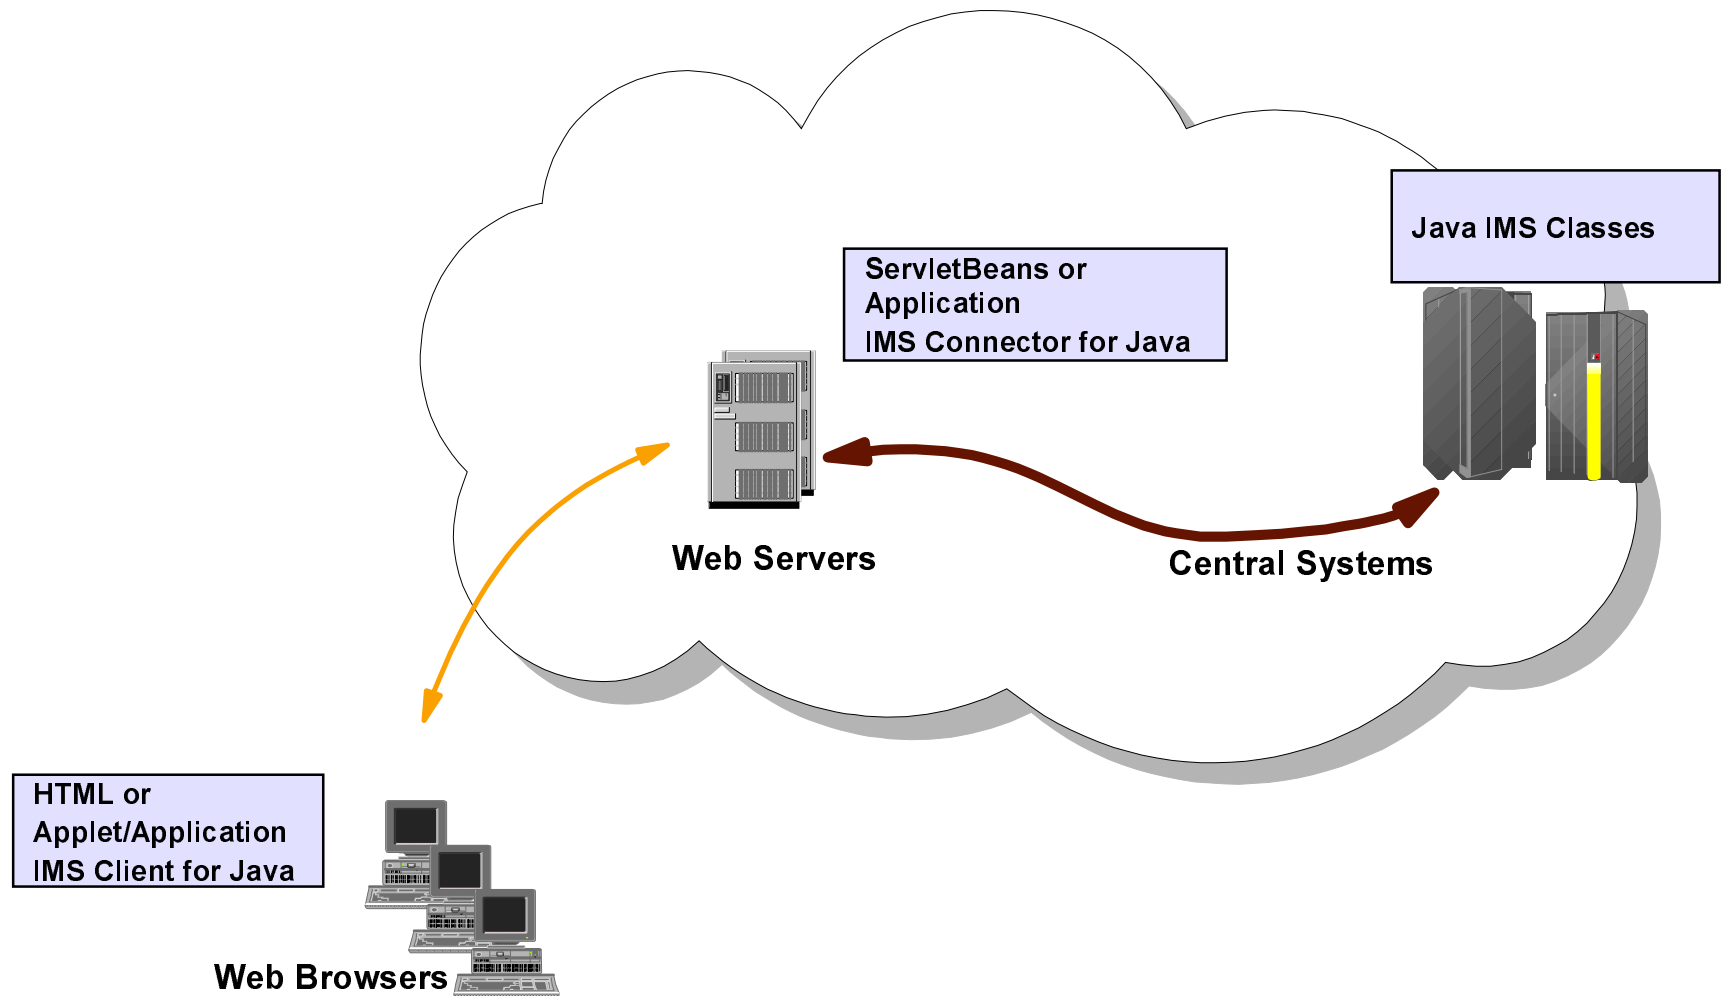 Java IMS Classes
ServletBeans or
Application
IMS Connector for Java
Web Servers
Central Systems
HTML or
Applet/Application
IMS Client for Java
Web Browsers